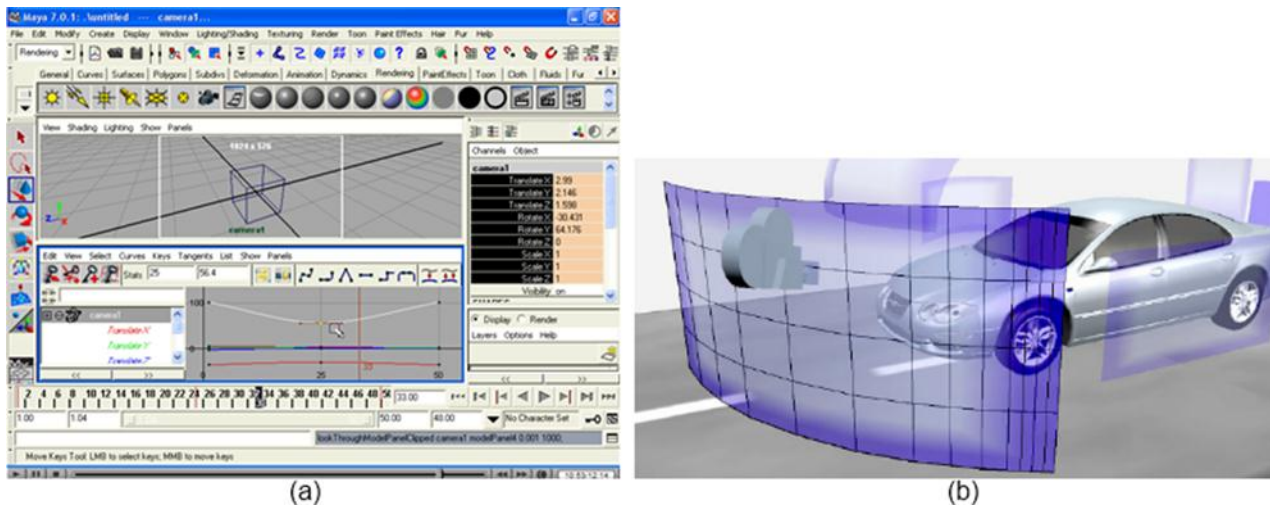 Maya 7.0.1: .\untitled --- camera1...
File Edit Modify Create Display Window Lighting/Shading Texturing Render Toon Paint Effects Hair Fur Help
Rendering
General Curves Surfaces Polygons Subdivs Deformation Animation Dynamics Rendering PaintEffects Toon Cloth Fluids Fur
View Shading Lighting Show Panels
Channels Object
camera1
Translate X 2.99
Translate Y 2.146
Translate Z 1.598
Rotate X -30.431
Rotate Y 64.176
Rotate Z 0
Scale X 1
Scale Y 1
Scale Z 1
Visibility on
camera1
Edit View Select Curves Keys Tangents List Show Panels
Stats 25 56.4
camera1
Translate X
Translate Y
Translate Z
100
0
0 25 33 50
Display Render
Layers Options Help
2 4 6 8 10 12 14 16 18 20 22 24 26 28 30 32 34 36 38 40 42 44 46 48 33.00
1.00 1.04 50.00 48.00 No Character Set
lookThroughModelPanelClipped camera1 modelPanel4 0.001 1000;
Move Keys Tool: LMB to select keys; MMB to move keys
(a) (b)